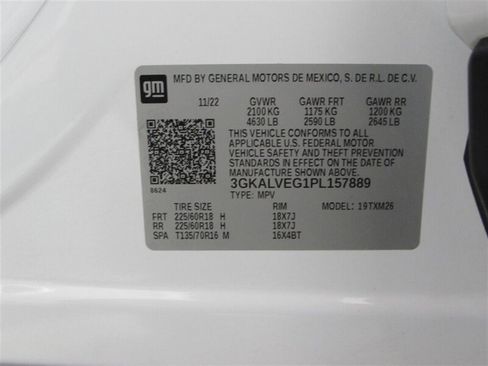 gm MFD BY GENERAL MOTORS DE MEXICO, S. DE R.L. DE C.V.
11/22 GVWR GAWR FRT GAWR RR
2100 KG 1175 KG 1200 KG
4630 LB 2590 LB 2645 LB
THIS VEHICLE CONFORMS TO ALL
APPLICABLE U.S. FEDERAL MOTOR
VEHICLE SAFETY AND THEFT PREVENTION
STANDARDS IN EFFECT ON THE DATE OF
MANUFACTURE SHOWN ABOVE.
8624 3GKALVEG1PL157889
TYPE: MPV
TIRE SIZE RIM MODEL: 19TXM26
FRT 225/60R18 H 18X7J
RR 225/60R18 H 18X7J
SPA T135/70R16 M 16X4BT